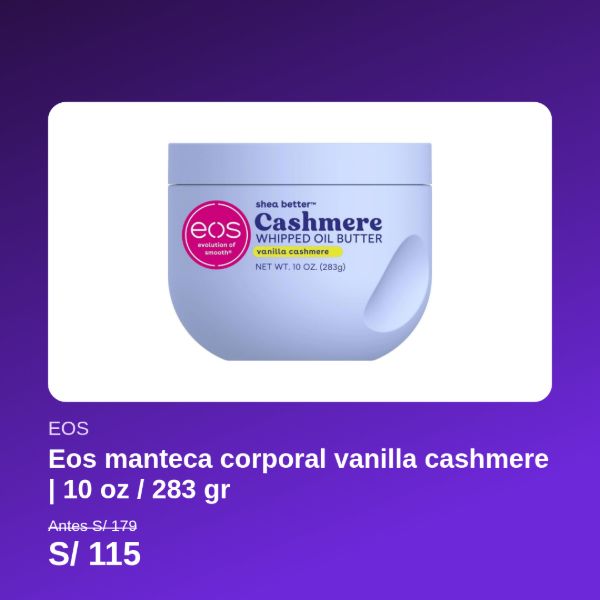 shea better™
Cashmere
WHIPPED OIL BUTTER
vanilla cashmere
NET WT. 10 OZ. (283g)
eos
evolution of
smooth®
EOS
Eos manteca corporal vanilla cashmere
| 10 oz / 283 gr
Antes S/ 179
S/ 115